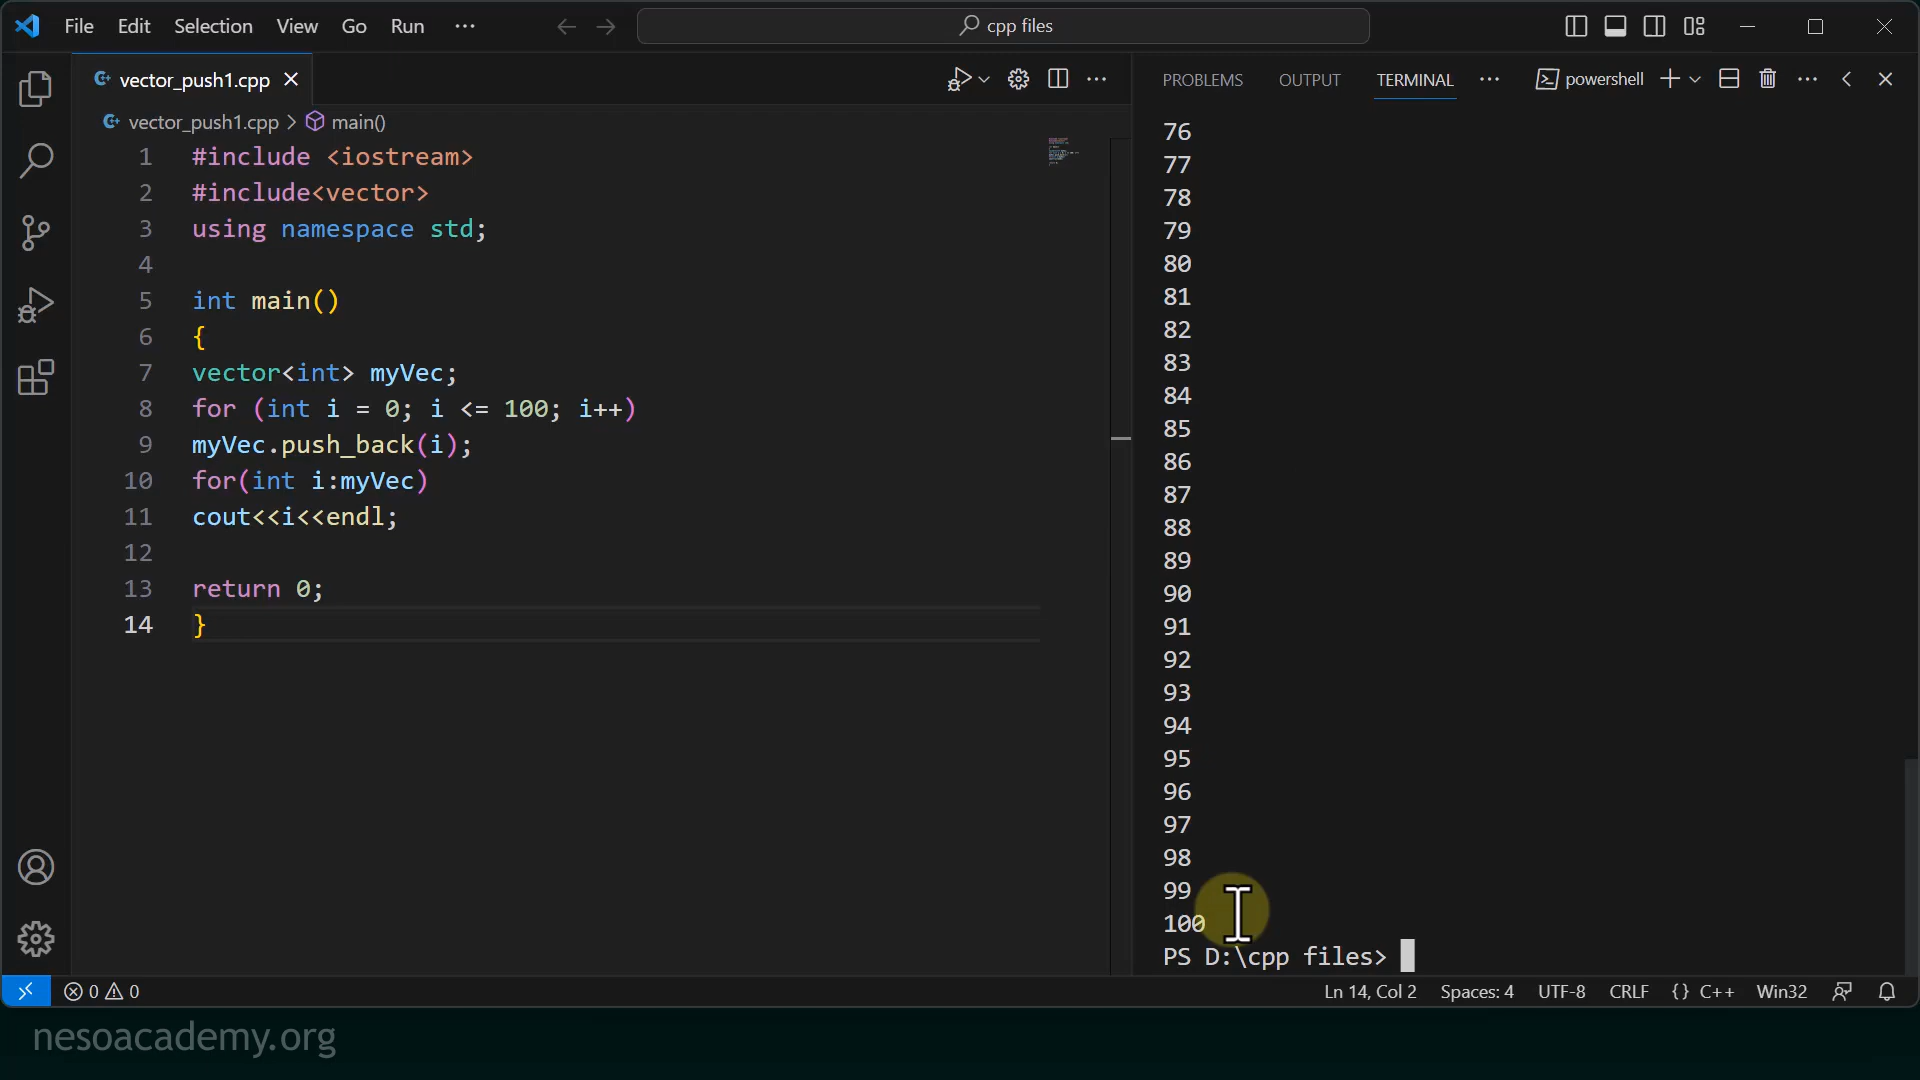 File Edit Selection View Go Run ... cpp files
vector_push1.cpp
vector_push1.cpp > main()
1 #include <iostream>
2 #include<vector>
3 using namespace std;
4
5 int main()
6 {
7 vector<int> myVec;
8 for (int i = 0; i <= 100; i++)
9 myVec.push_back(i);
10 for(int i:myVec)
11 cout<<i<<endl;
12
13 return 0;
14 }
PROBLEMS OUTPUT TERMINAL ... powershell
76
77
78
79
80
81
82
83
84
85
86
87
88
89
90
91
92
93
94
95
96
97
98
99
100
PS D:\cpp files>
0 0 Ln 14, Col 2 Spaces: 4 UTF-8 CRLF {} C++ Win32
nesoacademy.org